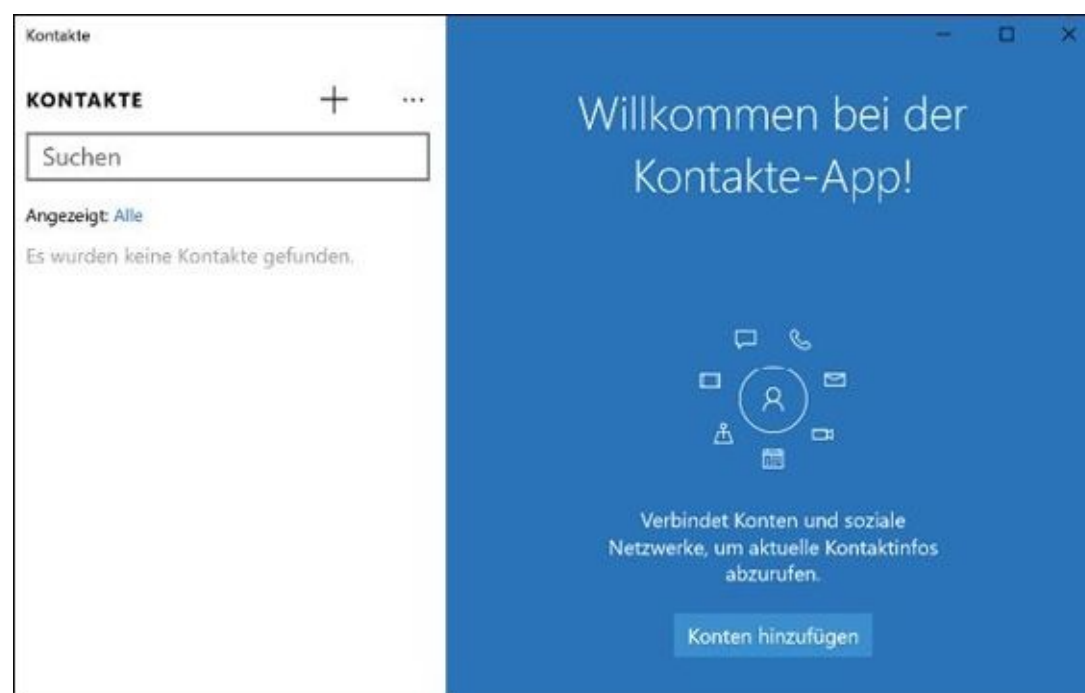 Kontakte
KONTAKTE
Suchen
Angezeigt: Alle
Es wurden keine Kontakte gefunden.
Willkommen bei der
Kontakte-App!
Verbindet Konten und soziale
Netzwerke, um aktuelle Kontaktinfos
abzurufen.
Konten hinzufügen